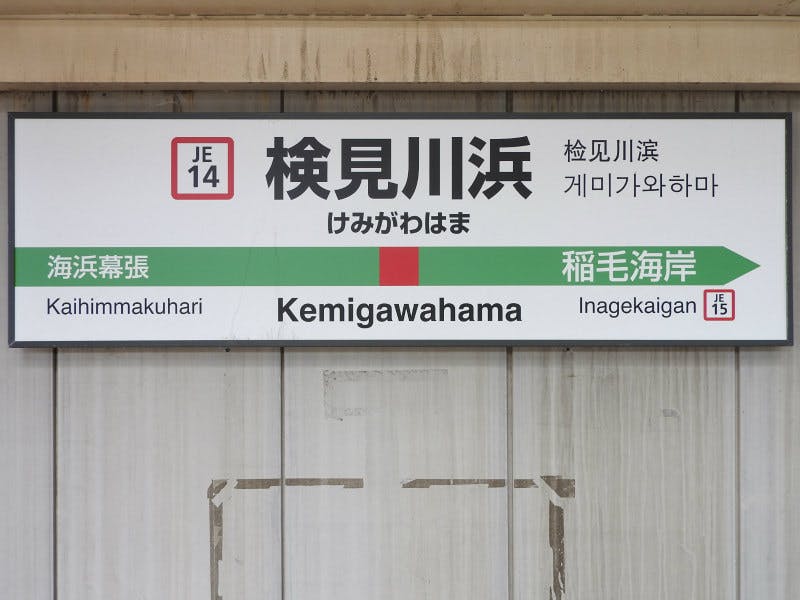 JE
14
検見川浜
检见川滨
게미가와하마
けみがわはま
海浜幕張
稲毛海岸
Kaihimmakuhari
Kemigawahama
Inagekaigan
JE
15